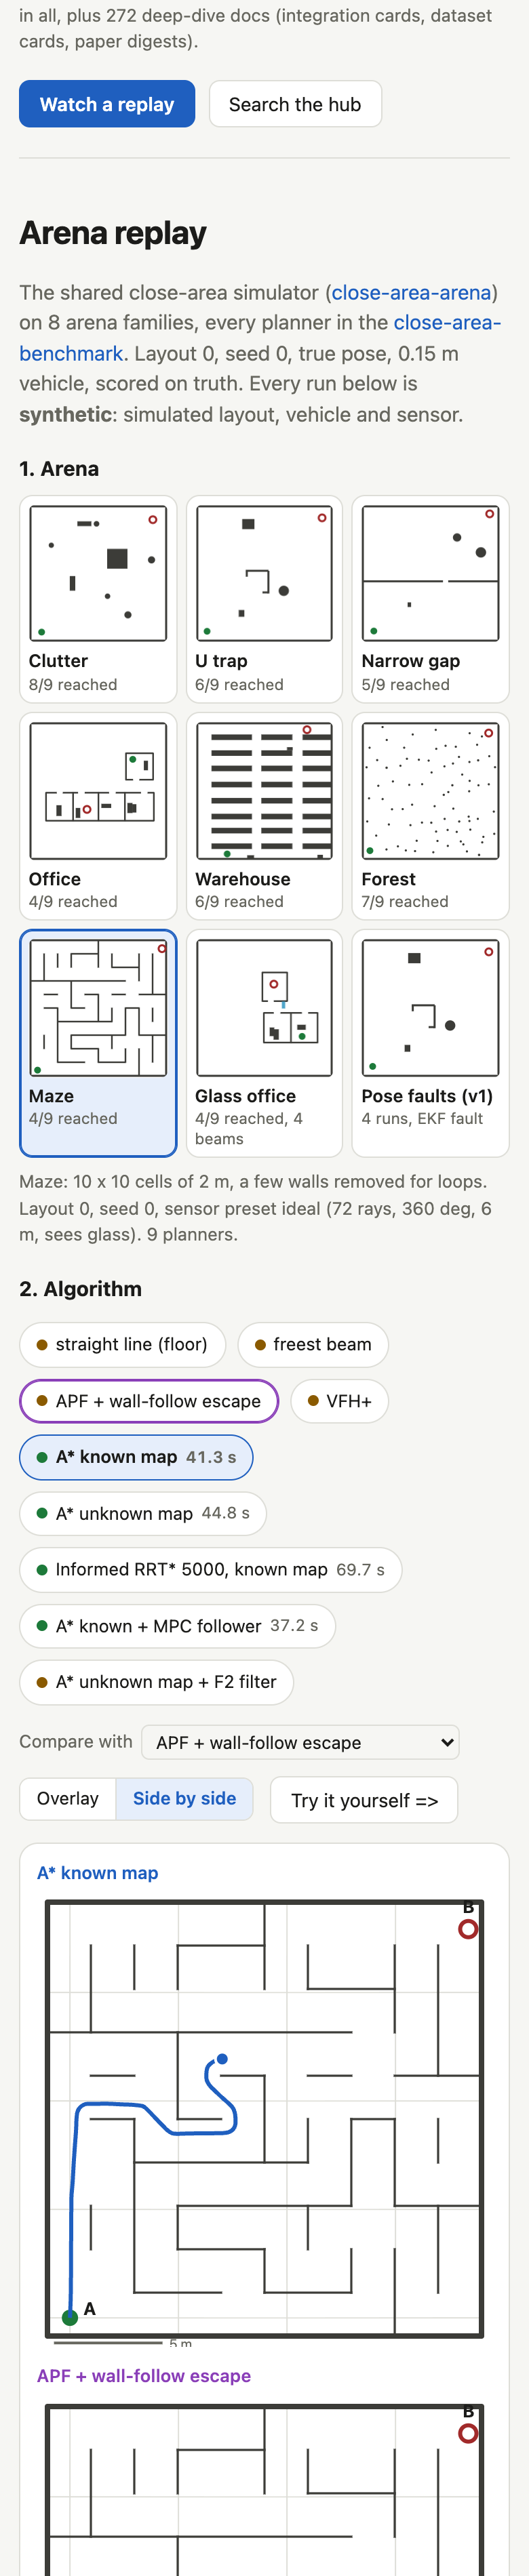 in all, plus 272 deep-dive docs (integration cards, dataset
cards, paper digests).
Watch a replay
Search the hub
Arena replay
The shared close-area simulator (close-area-arena)
on 8 arena families, every planner in the close-area-
benchmark. Layout 0, seed 0, true pose, 0.15 m
vehicle, scored on truth. Every run below is
synthetic: simulated layout, vehicle and sensor.
1. Arena
Clutter
8/9 reached
U trap
6/9 reached
Narrow gap
5/9 reached
Office
4/9 reached
Warehouse
6/9 reached
Forest
7/9 reached
Maze
4/9 reached
Glass office
4/9 reached, 4
beams
Pose faults (v1)
4 runs, EKF fault
Maze: 10 x 10 cells of 2 m, a few walls removed for loops.
Layout 0, seed 0, sensor preset ideal (72 rays, 360 deg, 6
m, sees glass). 9 planners.
2. Algorithm
straight line (floor)
freest beam
APF + wall-follow escape
VFH+
A* known map 41.3 s
A* unknown map 44.8 s
Informed RRT* 5000, known map 69.7 s
A* known + MPC follower 37.2 s
A* unknown map + F2 filter
Compare with APF + wall-follow escape
Overlay
Side by side
Try it yourself =>
A* known map
B
A
5 m
APF + wall-follow escape
B